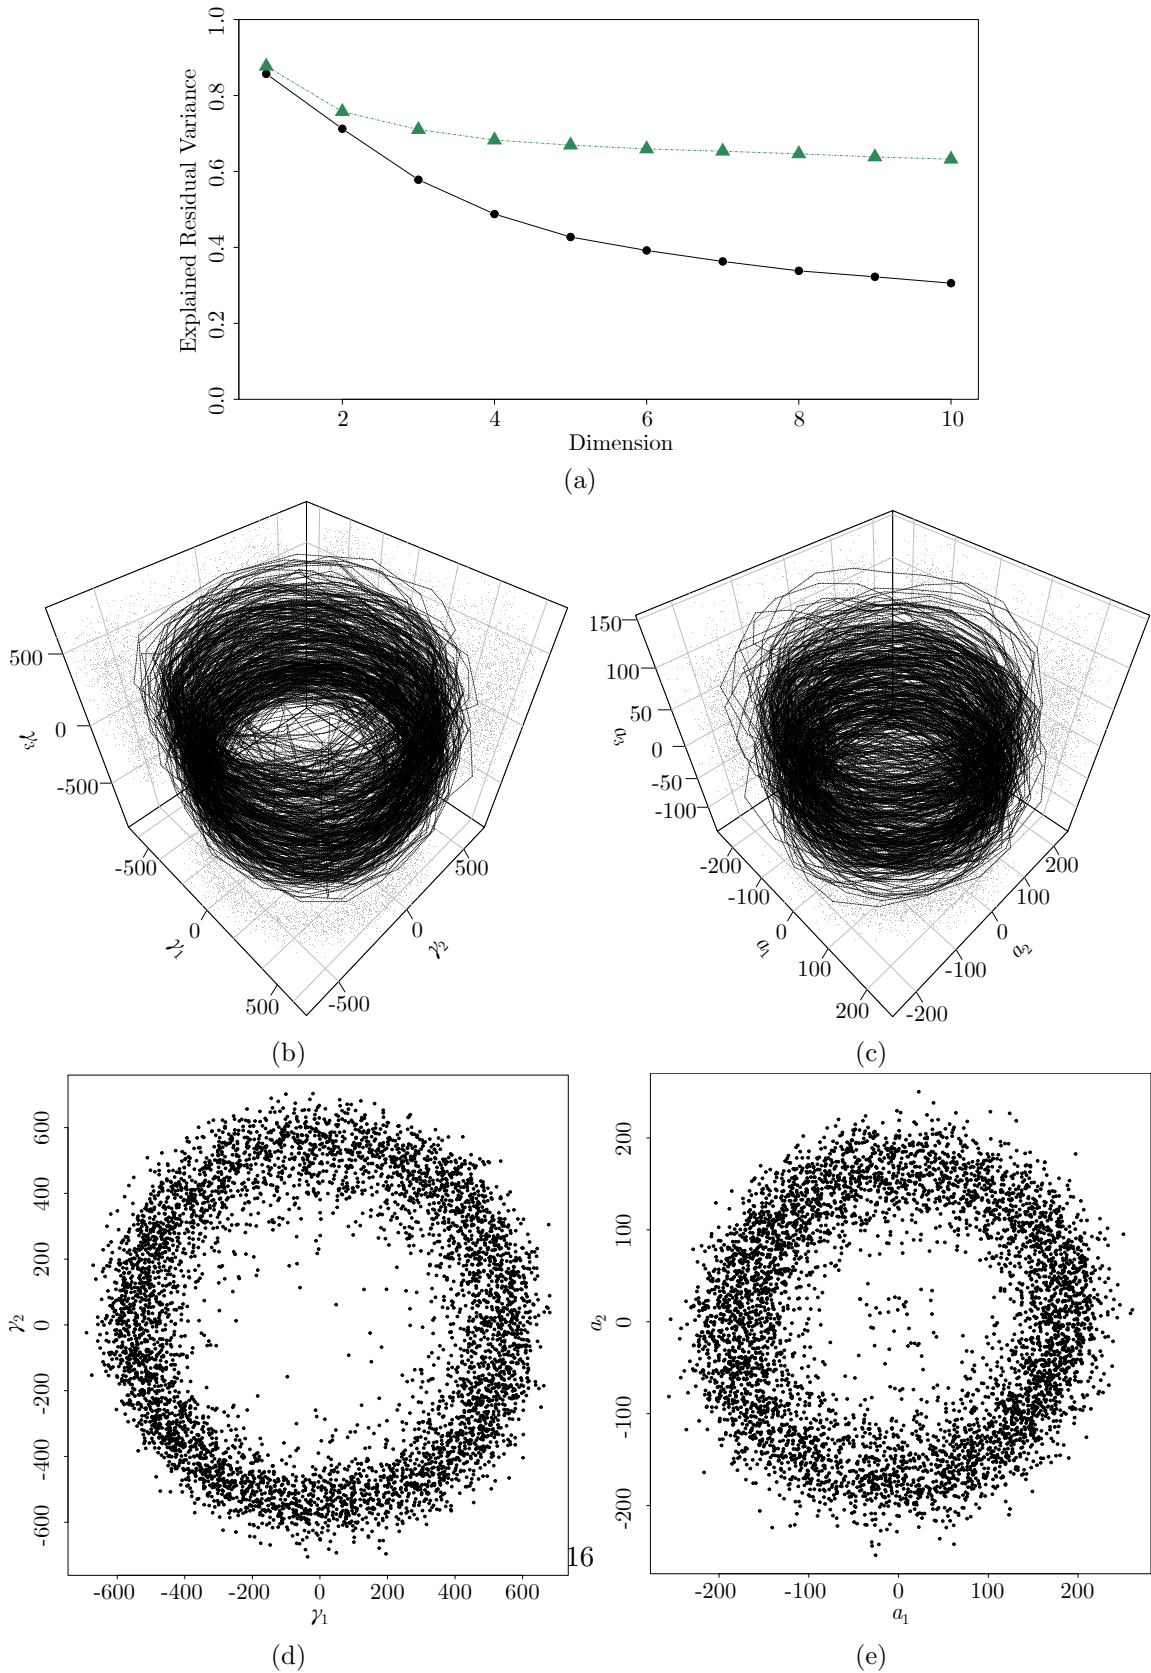 Explained Residual Variance
0.0 0.2 0.4 0.6 0.8 1.0
2 4 6 8 10
Dimension
(a)
500
0
-500
γ3
-500
0
500
γ1
-500
0
500
γ2
(b)
150
100
50
0
-50
-100
a3
-200
-100
0
100
200
a1
-200
-100
0
100
200
a2
(c)
γ2
-600 -400 -200 0 200 400 600
-600 -400 -200 0 200 400 600
γ1
(d)
16
a2
-200 -100 0 100 200
-200 -100 0 100 200
a1
(e)